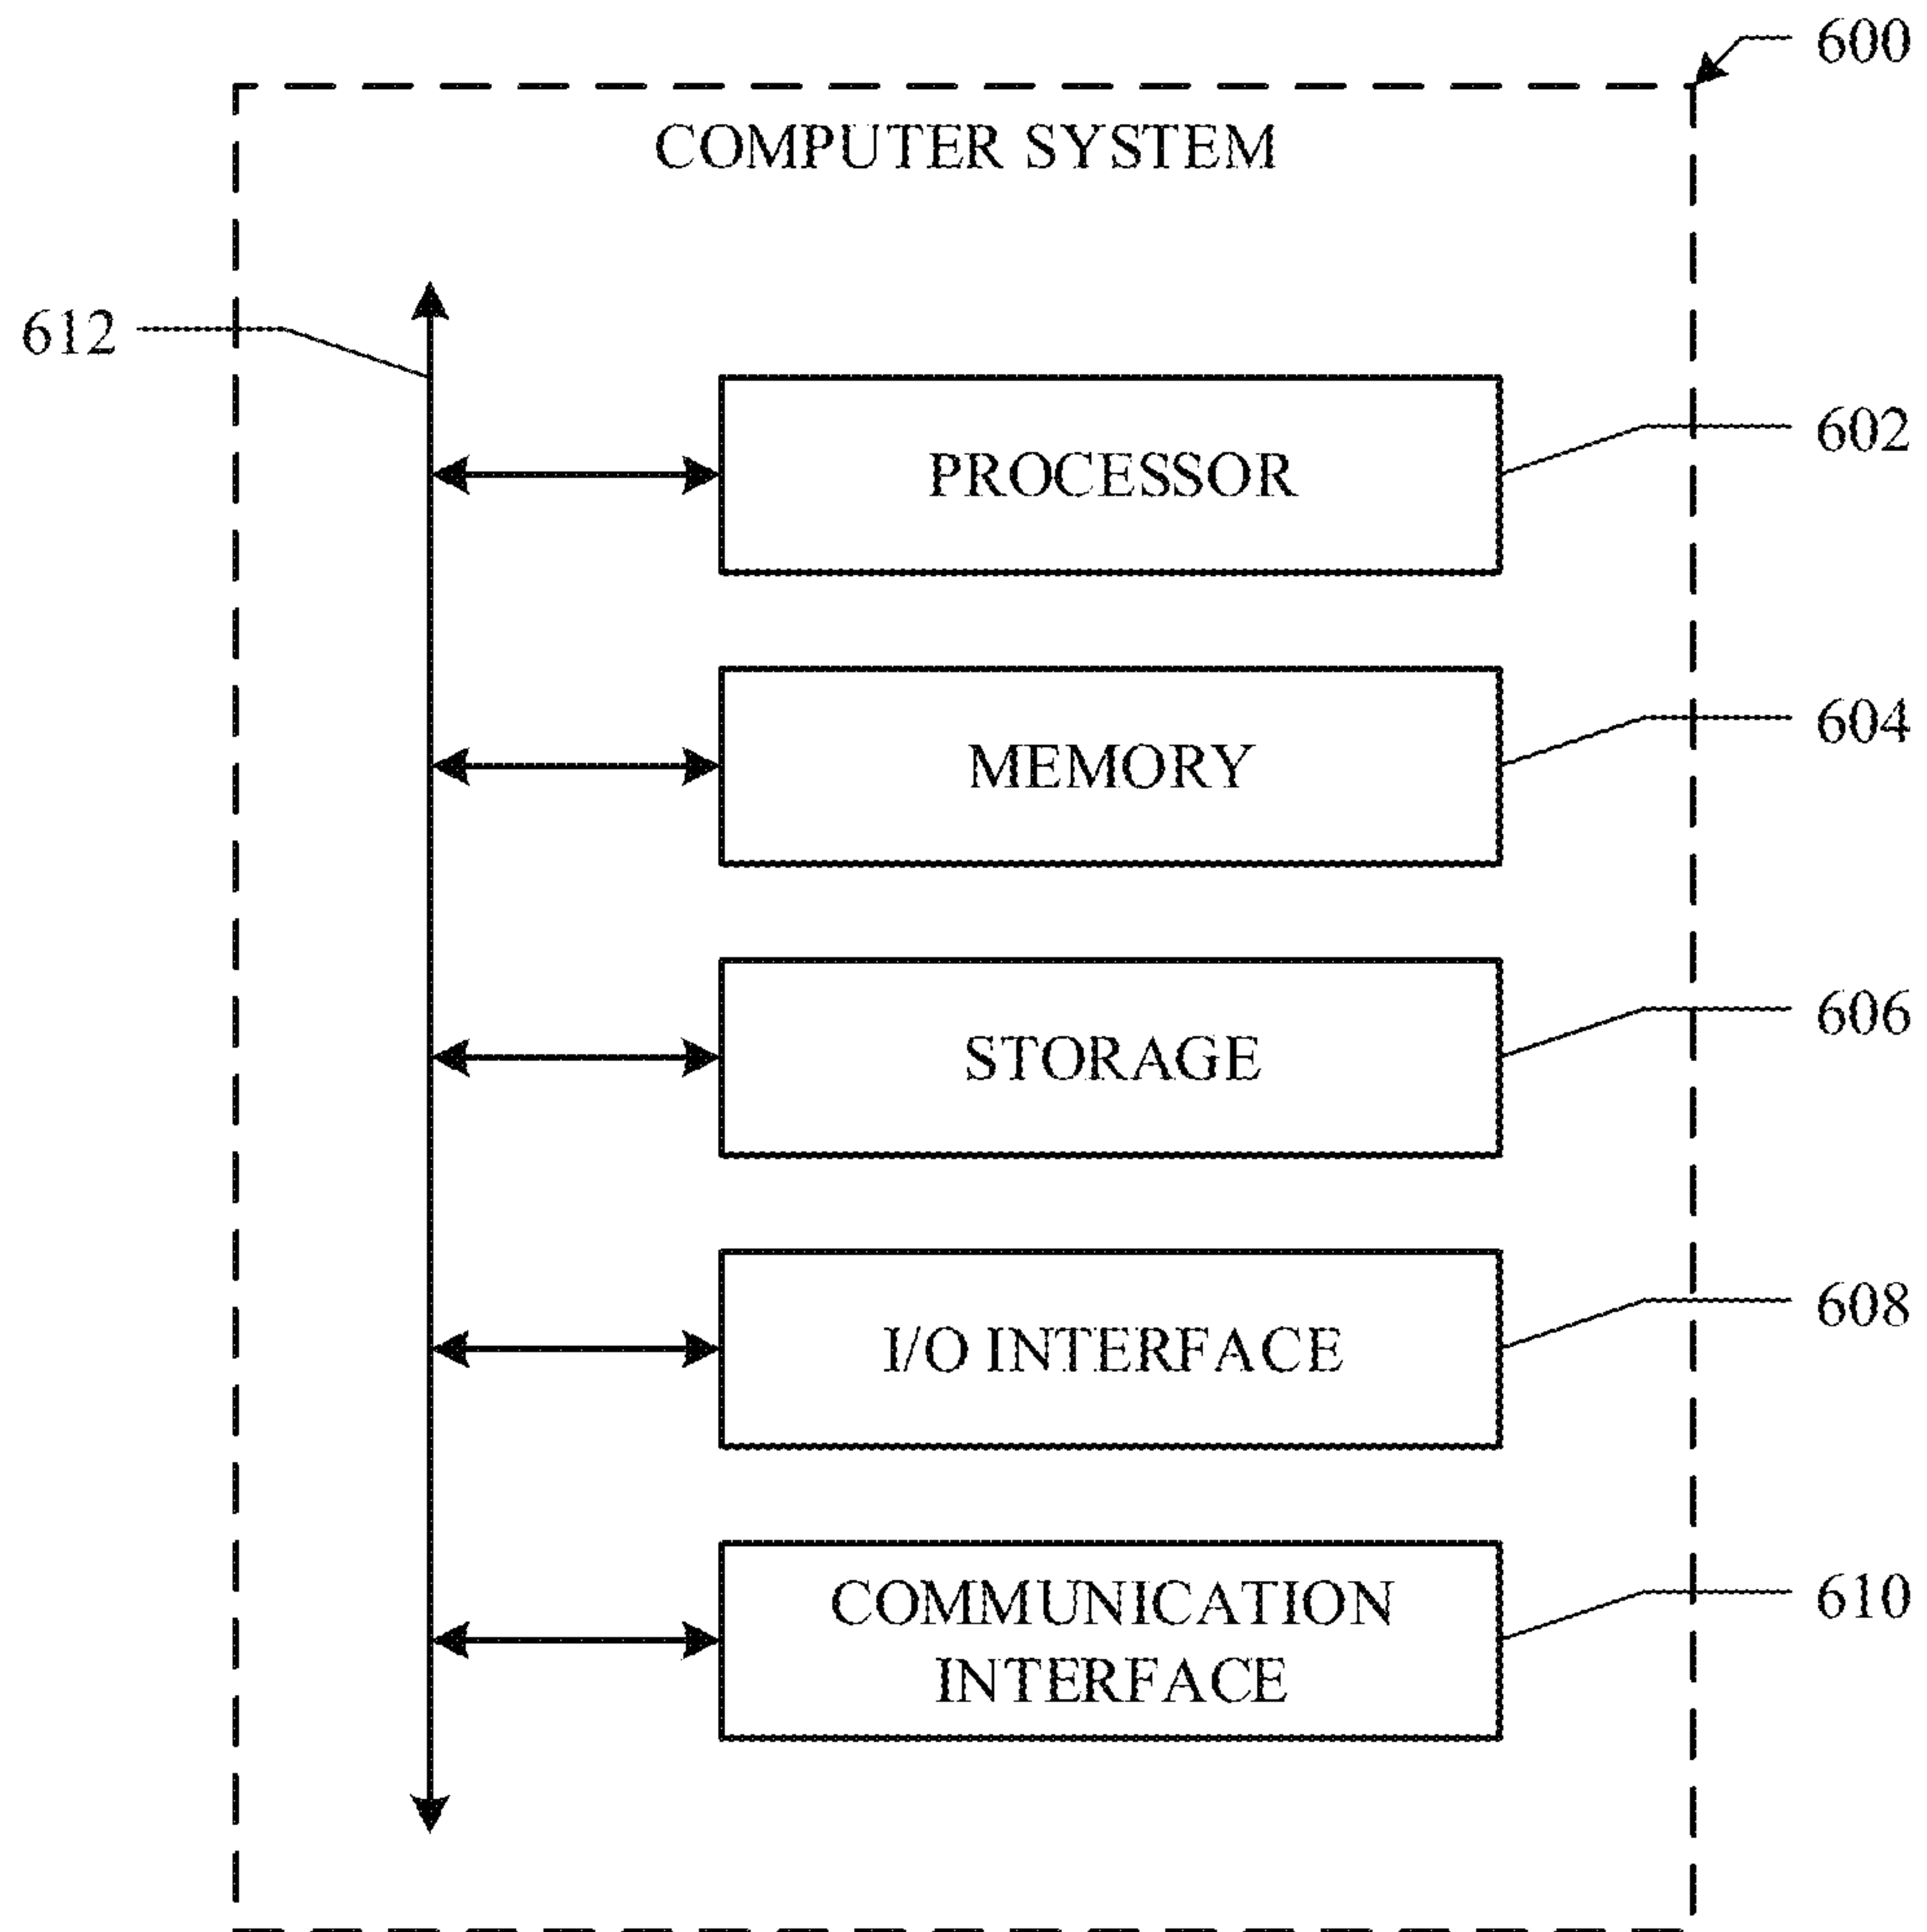 600
COMPUTER SYSTEM
612
PROCESSOR
602
MEMORY
604
STORAGE
606
I/O INTERFACE
608
COMMUNICATION
INTERFACE
610